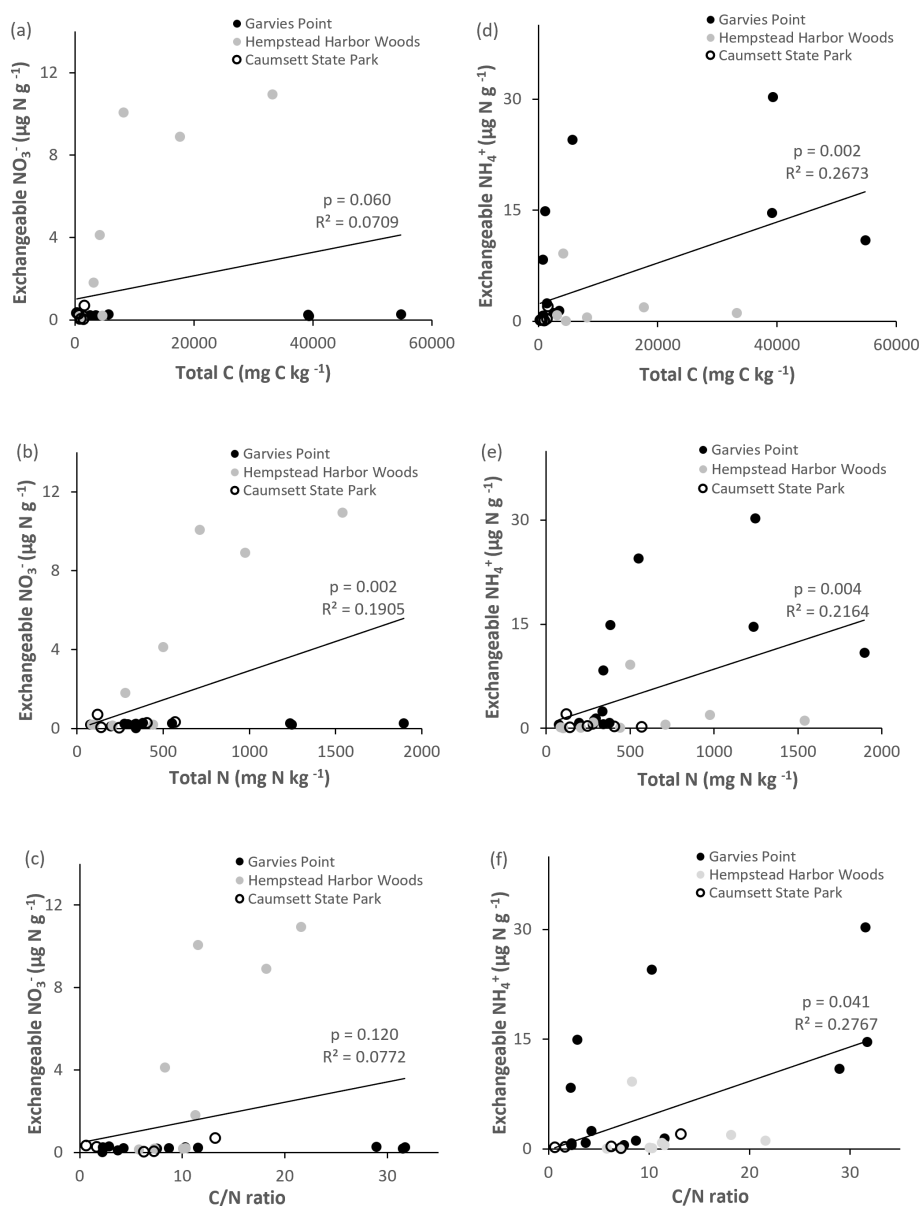 (a)
Garvies Point
Hempstead Harbor Woods
Caumsett State Park
Exchangeable NO₃⁻ (µg N g⁻¹)
12
8
4
0
p = 0.060
R² = 0.0709
0 20000 40000 60000
Total C (mg C kg⁻¹)
(d)
Garvies Point
Hempstead Harbor Woods
Caumsett State Park
Exchangeable NH₄⁺ (µg N g⁻¹)
30
15
0
p = 0.002
R² = 0.2673
0 20000 40000 60000
Total C (mg C kg⁻¹)
(b)
Garvies Point
Hempstead Harbor Woods
Caumsett State Park
Exchangeable NO₃⁻ (µg N g⁻¹)
12
8
4
0
p = 0.002
R² = 0.1905
0 500 1000 1500 2000
Total N (mg N kg⁻¹)
(e)
Garvies Point
Hempstead Harbor Woods
Caumsett State Park
Exchangeable NH₄⁺ (µg N g⁻¹)
30
15
0
p = 0.004
R² = 0.2164
0 500 1000 1500 2000
Total N (mg N kg⁻¹)
(c)
Garvies Point
Hempstead Harbor Woods
Caumsett State Park
Exchangeable NO₃⁻ (µg N g⁻¹)
12
8
4
0
p = 0.120
R² = 0.0772
0 10 20 30
C/N ratio
(f)
Garvies Point
Hempstead Harbor Woods
Caumsett State Park
Exchangeable NH₄⁺ (µg N g⁻¹)
30
15
0
p = 0.041
R² = 0.2767
0 10 20 30
C/N ratio